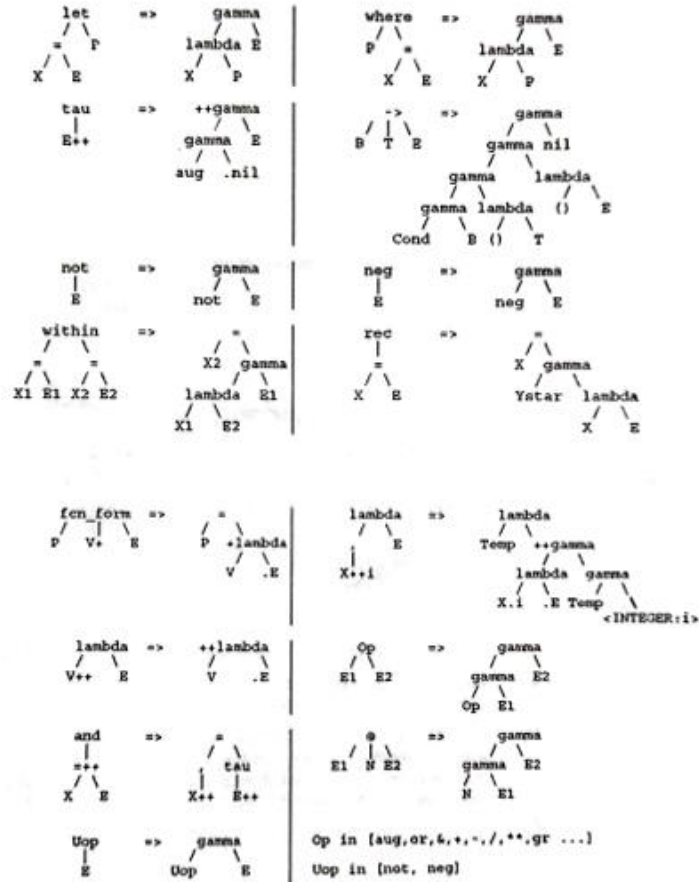 let => gamma
= P lambda E
X E X P
where => gamma
P = lambda E
X E X P
tau => ++gamma
E++ gamma E
aug .nil
-> => gamma
B T E gamma nil
gamma lambda
gamma lambda () E
Cond B () T
not => gamma
E not E
neg => gamma
E neg E
within => =
= = X2 gamma
X1 E1 X2 E2 lambda E1
X1 E2
rec => =
= X gamma
X E Ystar lambda
X E
fcn_form => =
P V+ E P +lambda
V .E
lambda => lambda
, E Temp ++gamma
X++i lambda gamma
X.i .E Temp <INTEGER:i>
lambda => ++lambda
V++ E V .E
Op => gamma
E1 E2 gamma E2
Op E1
and => =
=++ , tau
X E X++ E++
@ => gamma
E1 N E2 gamma E2
N E1
Uop => gamma
E Uop E
Op in [aug,or,&,+,-,/,**,gr ...]
Uop in [not, neg]